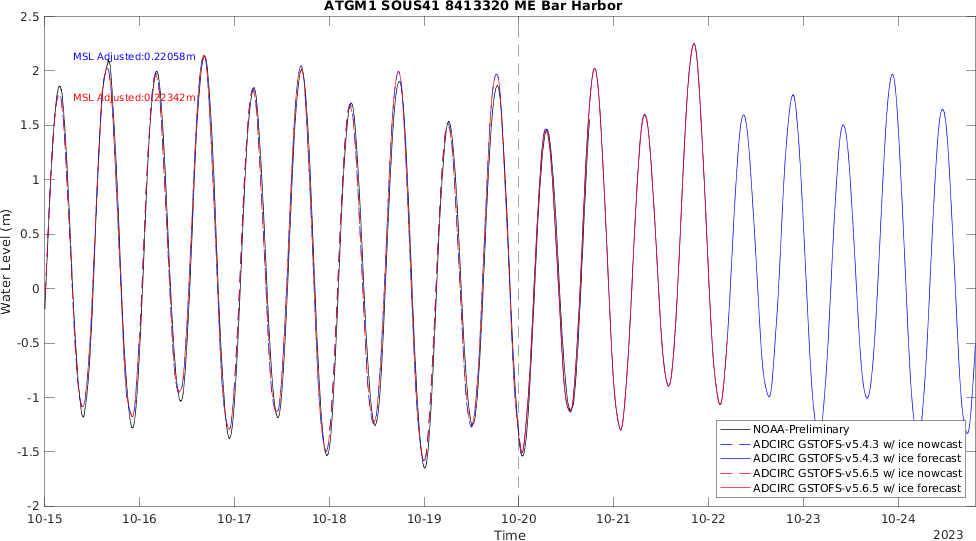 ATGM1 SOUS41 8413320 ME Bar Harbor
2.5
2
1.5
1
0.5
0
-0.5
-1
-1.5
-2
Water Level (m)
MSL Adjusted:0.22058m
MSL Adjusted:0.22342m
NOAA-Preliminary
ADCIRC GSTOFS-v5.4.3 w/ ice nowcast
ADCIRC GSTOFS-v5.4.3 w/ ice forecast
ADCIRC GSTOFS-v5.6.5 w/ ice nowcast
ADCIRC GSTOFS-v5.6.5 w/ ice forecast
10-15 10-16 10-17 10-18 10-19 10-20 10-21 10-22 10-23 10-24
Time
2023